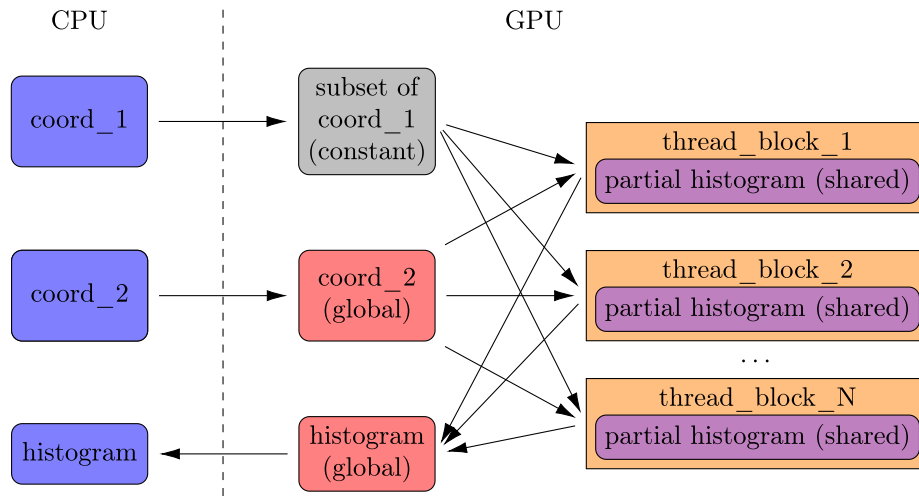 CPU
GPU
coord_1
subset of
coord_1
(constant)
thread_block_1
partial histogram (shared)
coord_2
coord_2
(global)
thread_block_2
partial histogram (shared)
...
thread_block_N
partial histogram (shared)
histogram
histogram
(global)